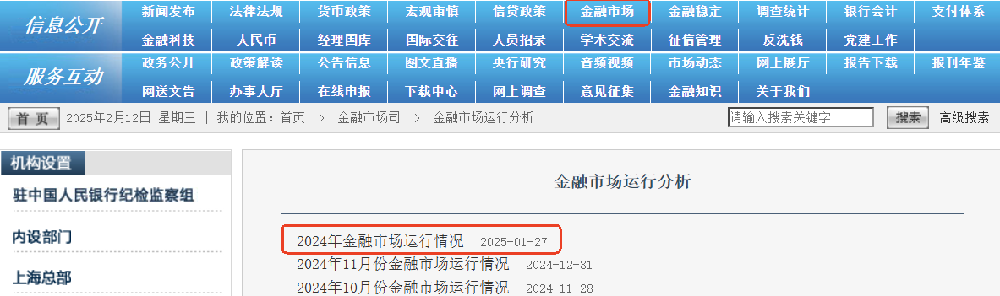 信息公开
新闻发布 法律法规 货币政策 宏观审慎 信贷政策 金融市场 金融稳定 调查统计 银行会计 支付体系
金融科技 人民币 经理国库 国际交往 人员招录 学术交流 征信管理 反洗钱 党建工作
服务互动
政务公开 政策解读 公告信息 图文直播 央行研究 音频视频 市场动态 网上展厅 报告下载 报刊年鉴
网送文告 办事大厅 在线申报 下载中心 网上调查 意见征集 金融知识 关于我们
首 页 2025年2月12日 星期三 | 我的位置：首页 > 金融市场司 > 金融市场运行分析 请输入搜索关键字 搜索 高级搜索
机构设置
驻中国人民银行纪检监察组
内设部门
上海总部
金融市场运行分析
2024年金融市场运行情况 2025-01-27
2024年11月份金融市场运行情况 2024-12-31
2024年10月份金融市场运行情况 2024-11-28